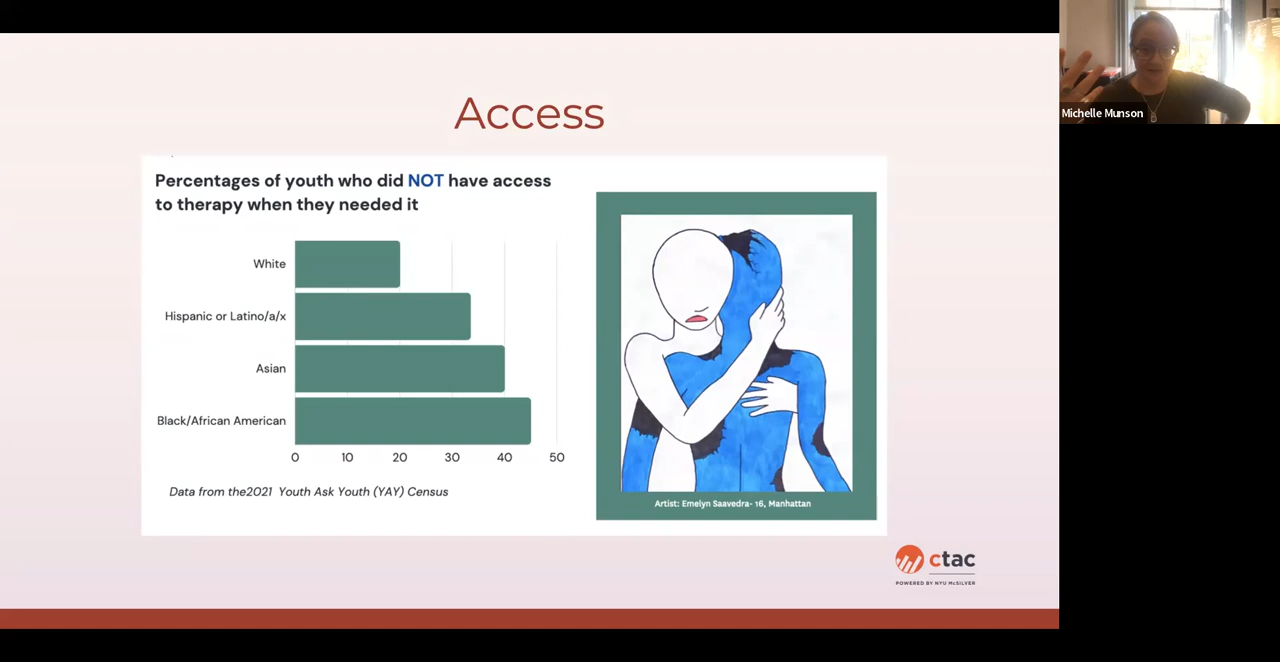 Access
Percentages of youth who did NOT have access
to therapy when they needed it
White
Hispanic or Latino/a/x
Asian
Black/African American
0 10 20 30 40 50
Data from the2021 Youth Ask Youth (YAY) Census
Artist: Emelyn Saavedra- 16, Manhattan
ctac
POWERED BY NYU McSILVER
Michelle Munson